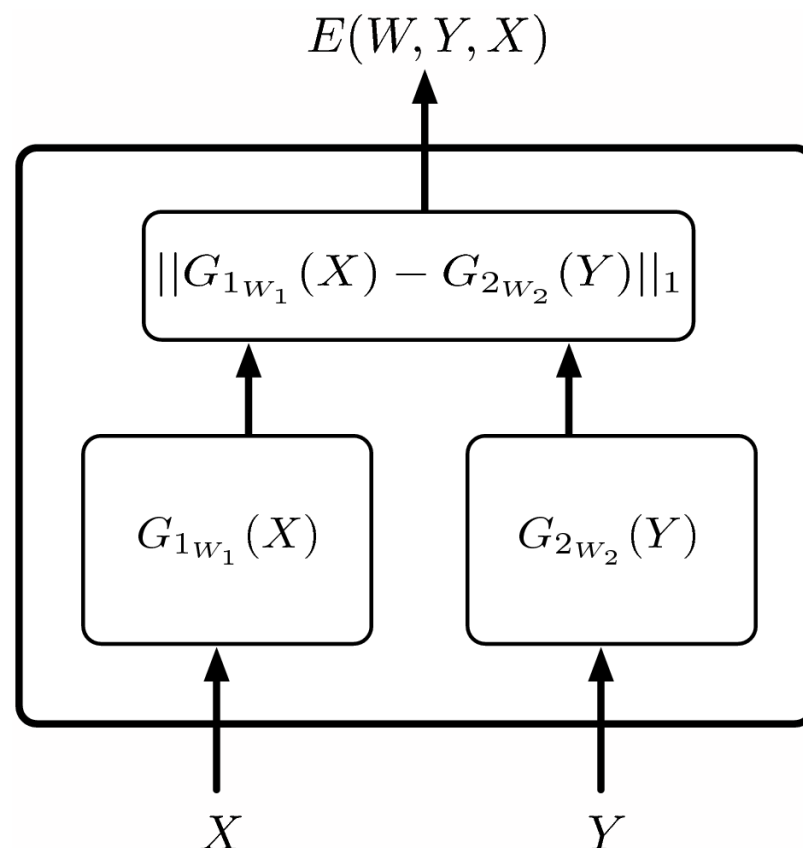 E(W, Y, X)
||G_{1_{W_1}}(X) − G_{2_{W_2}}(Y)||_1
G_{1_{W_1}}(X)
G_{2_{W_2}}(Y)
X
Y